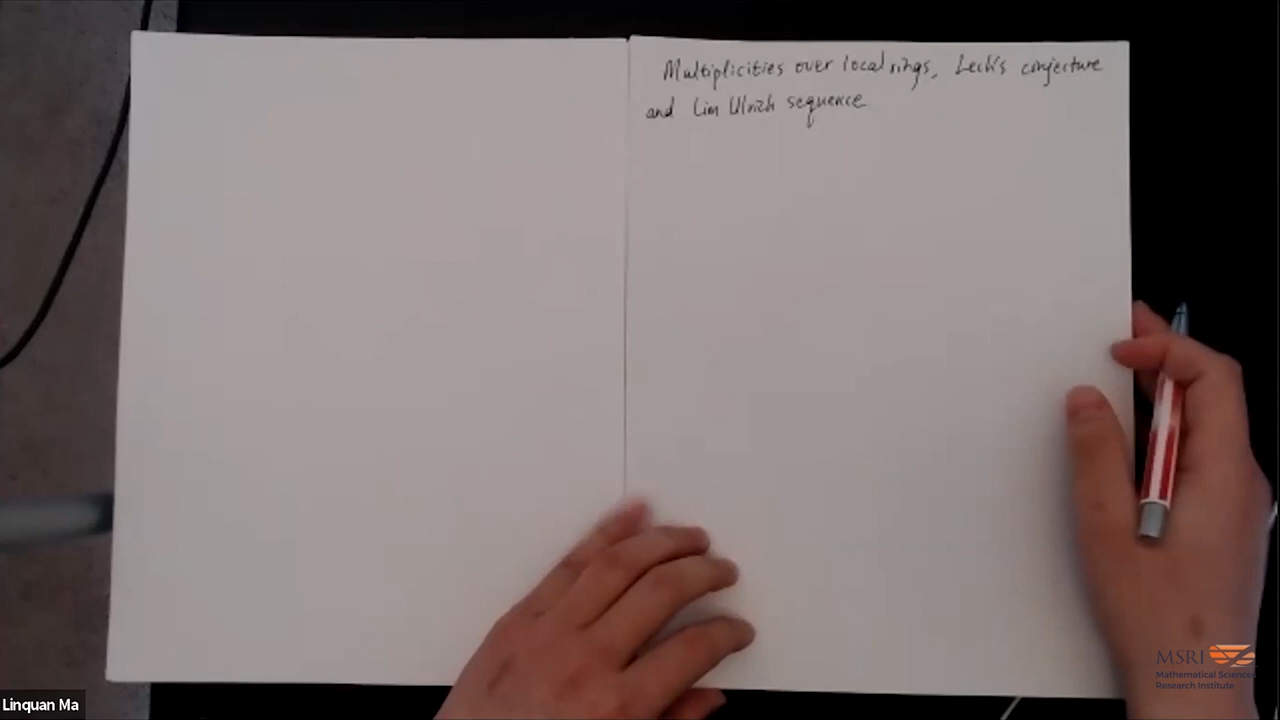 Multiplicities over local rings, Lech's conjecture
and Lim Ulrich sequence
MSRI
Mathematical Sciences
Research Institute
Linquan Ma